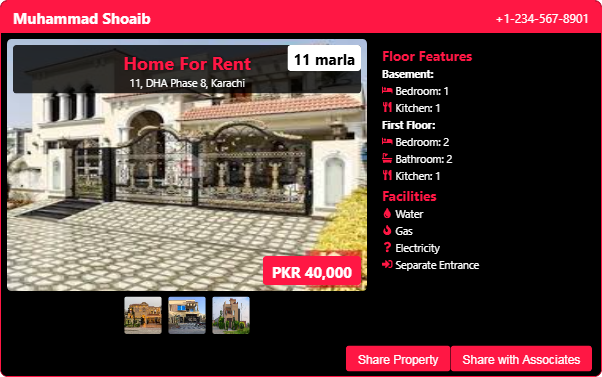 Muhammad Shoaib
+1-234-567-8901
Home For Rent
11 marla
11, DHA Phase 8, Karachi
PKR 40,000
Floor Features
Basement:
Bedroom: 1
Kitchen: 1
First Floor:
Bedroom: 2
Bathroom: 2
Kitchen: 1
Facilities
Water
Gas
? Electricity
Separate Entrance
Share Property
Share with Associates